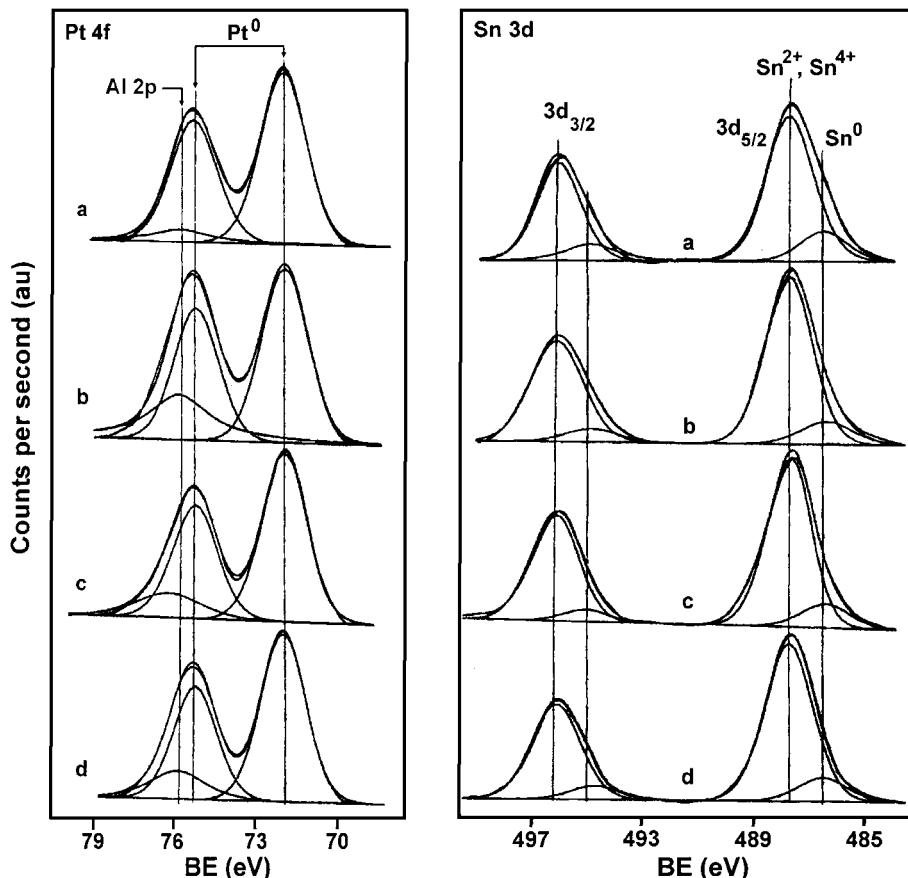 Pt 4f
Pt⁰
Al 2p
a
b
c
d
79 76 73 70
BE (eV)
Counts per second (au)
Sn 3d
Sn²⁺, Sn⁴⁺
3d₃/₂
3d₅/₂
Sn⁰
a
b
c
d
497 493 489 485
BE (eV)